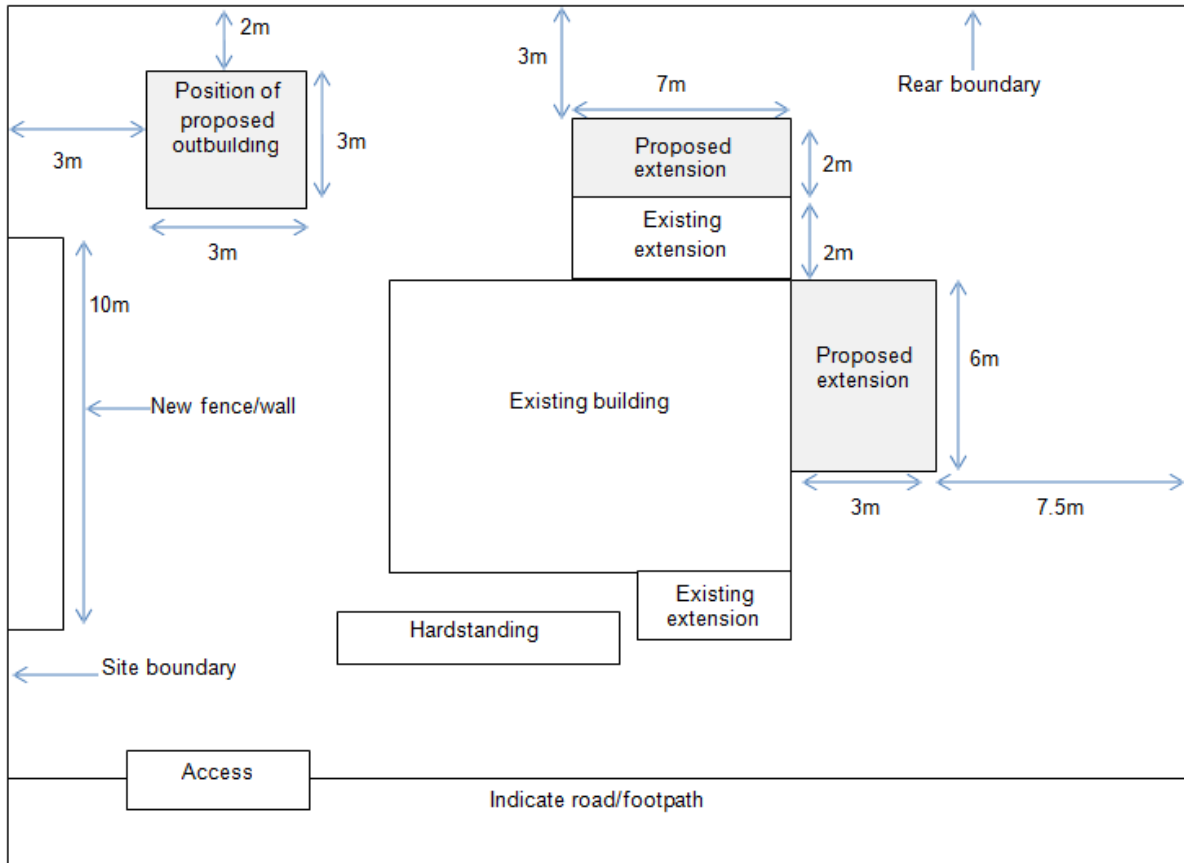 2m
3m
7m
Rear boundary
Position of
proposed
outbuilding
3m
3m
3m
Proposed
extension
2m
Existing
extension
2m
10m
Proposed
extension
6m
New fence/wall
Existing building
3m
7.5m
Existing
extension
Hardstanding
Site boundary
Access
Indicate road/footpath